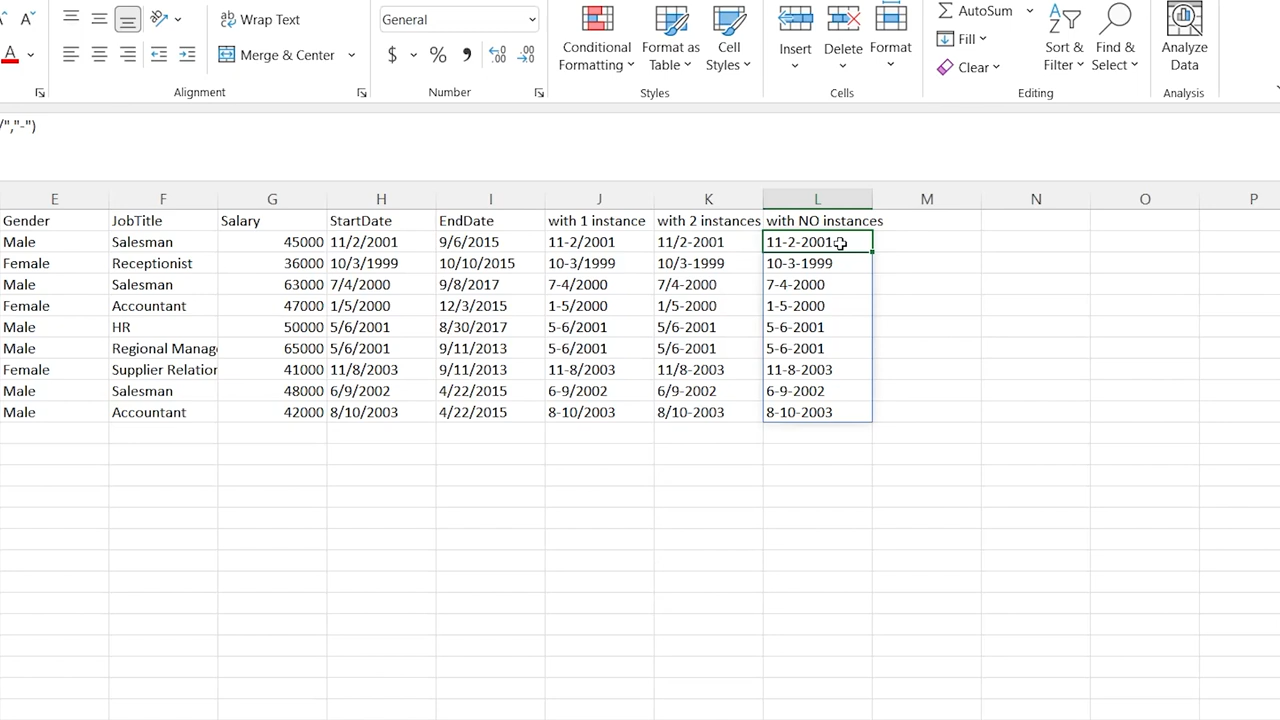 ab Wrap Text
General
AutoSum
A
$ % 9
Merge & Center
Conditional Formatting
Format as Table
Cell Styles
Insert
Delete
Format
Fill
Clear
Sort & Filter
Find & Select
Analyze Data
Alignment
Number
Styles
Cells
Editing
Analysis
/","-")
E F G H I J K L M N O P
Gender JobTitle Salary StartDate EndDate with 1 instance with 2 instances with NO instances
Male Salesman 45000 11/2/2001 9/6/2015 11-2/2001 11/2-2001 11-2-2001
Female Receptionist 36000 10/3/1999 10/10/2015 10-3/1999 10/3-1999 10-3-1999
Male Salesman 63000 7/4/2000 9/8/2017 7-4/2000 7/4-2000 7-4-2000
Female Accountant 47000 1/5/2000 12/3/2015 1-5/2000 1/5-2000 1-5-2000
Male HR 50000 5/6/2001 8/30/2017 5-6/2001 5/6-2001 5-6-2001
Male Regional Manag 65000 5/6/2001 9/11/2013 5-6/2001 5/6-2001 5-6-2001
Female Supplier Relation 41000 11/8/2003 9/11/2013 11-8/2003 11/8-2003 11-8-2003
Male Salesman 48000 6/9/2002 4/22/2015 6-9/2002 6/9-2002 6-9-2002
Male Accountant 42000 8/10/2003 4/22/2015 8-10/2003 8/10-2003 8-10-2003